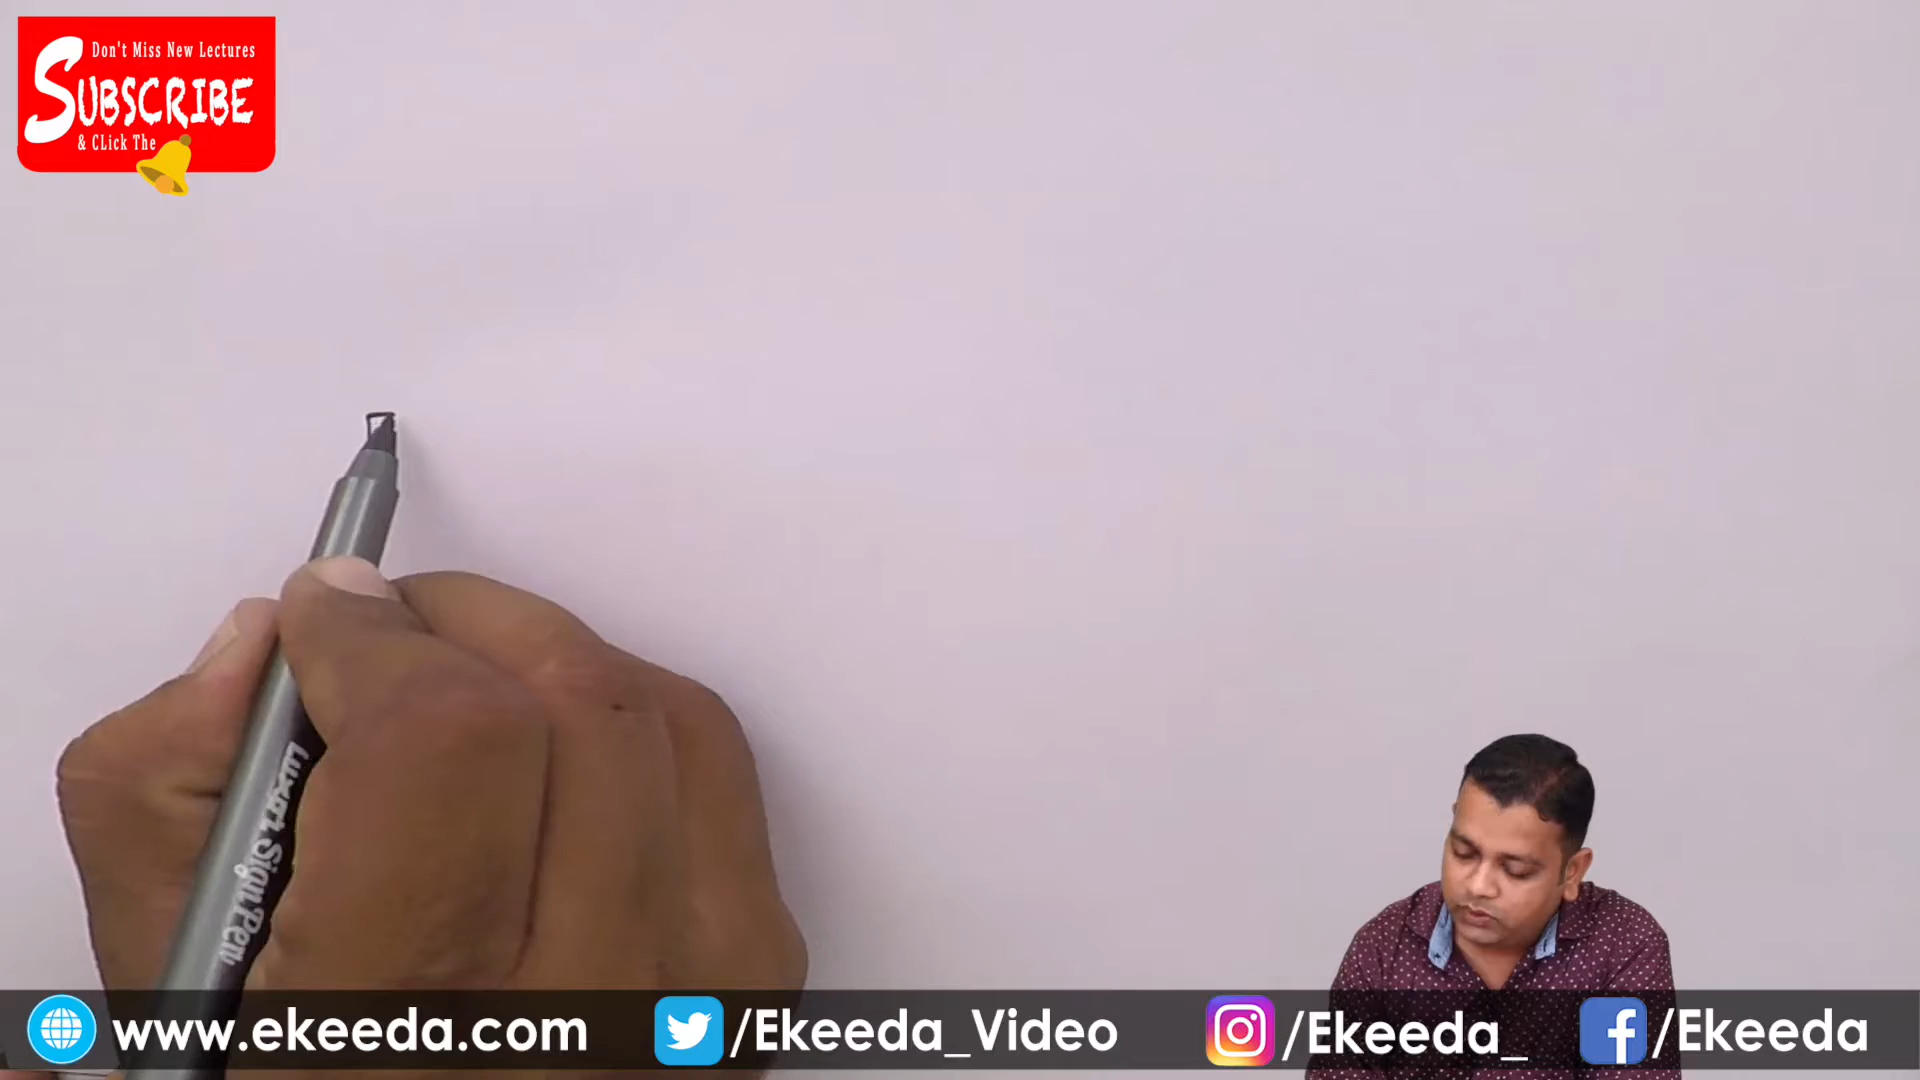 Don't Miss New Lectures
SUBSCRIBE
& CLick The
Luxor Sign Pen
www.ekeeda.com
/Ekeeda_Video
/Ekeeda_
/Ekeeda